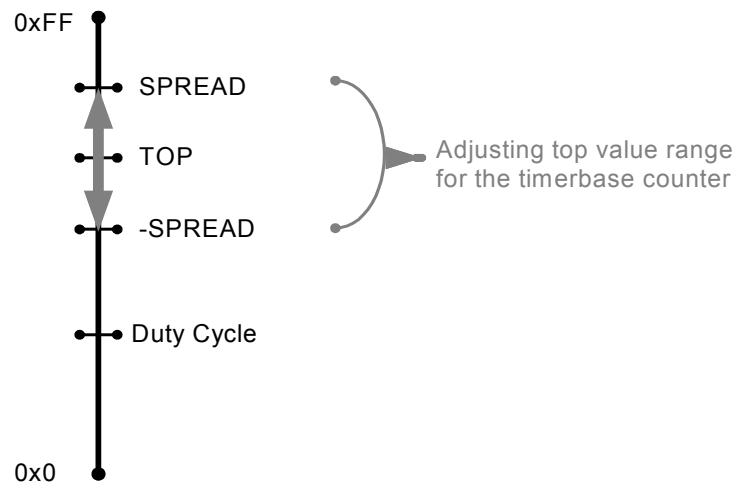 0xFF
SPREAD
TOP
Adjusting top value range
for the timerbase counter
-SPREAD
Duty Cycle
0x0